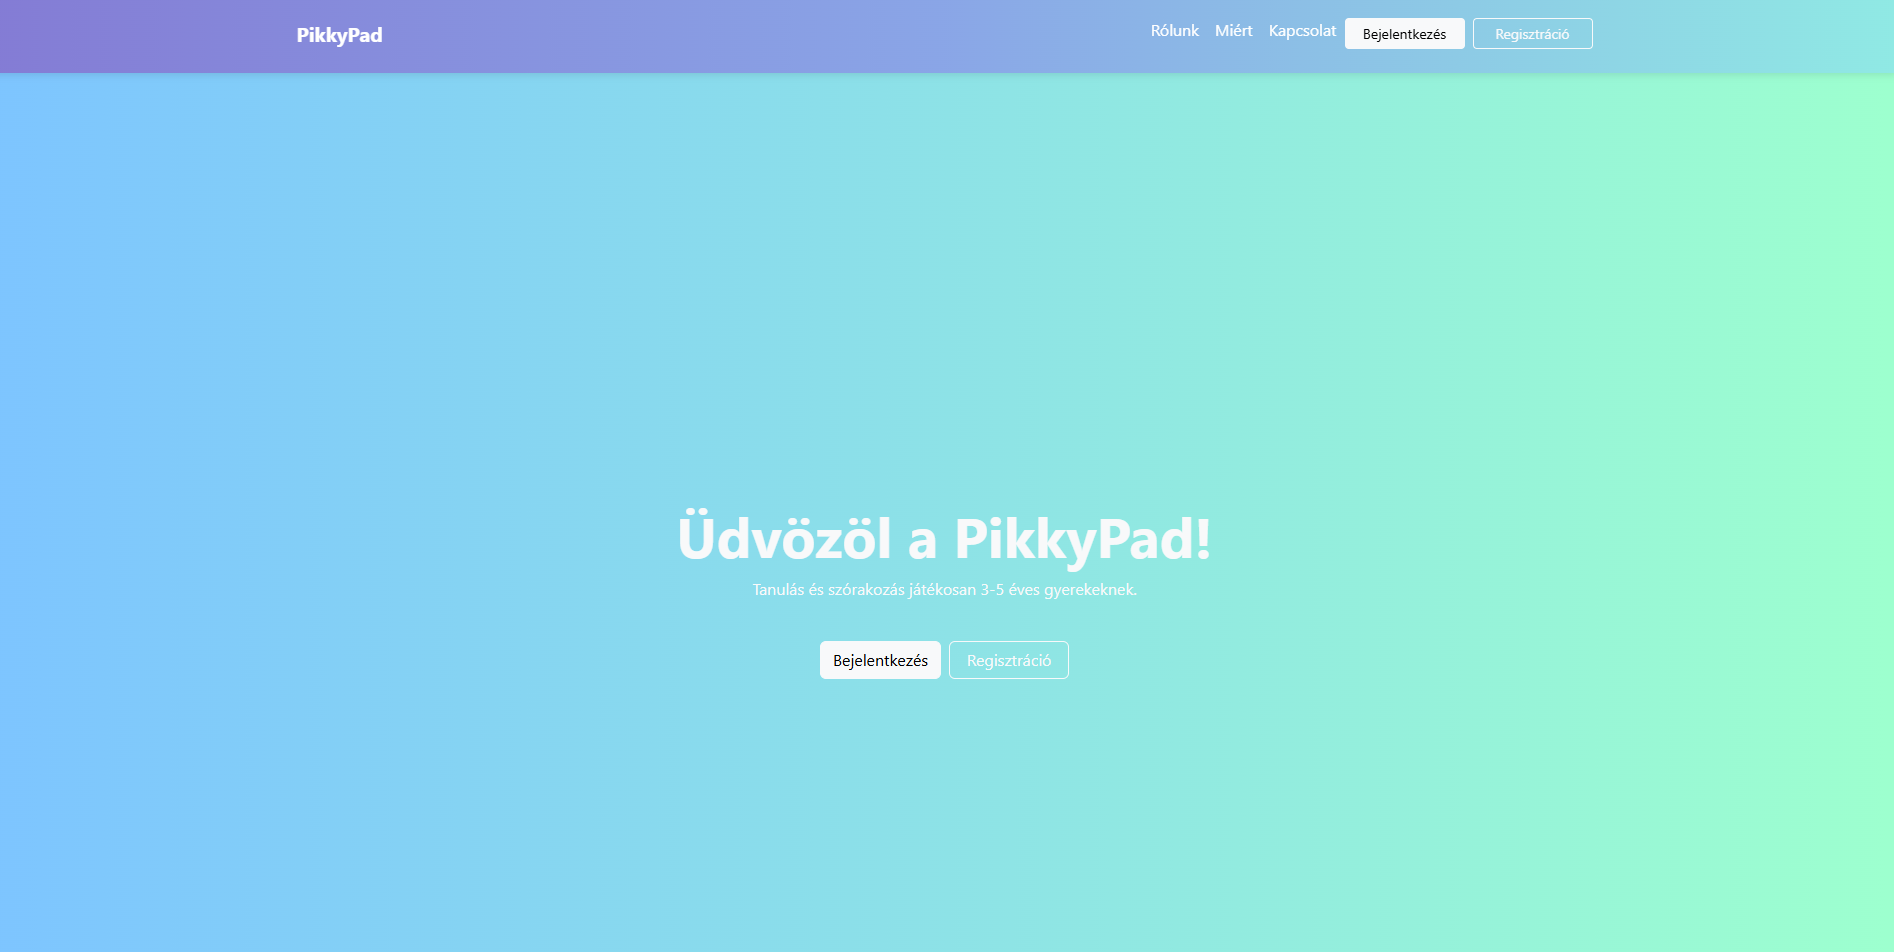 PikkyPad
Rólunk Miért Kapcsolat Bejelentkezés Regisztráció
Üdvözöl a PikkyPad!
Tanulás és szórakozás játékosan 3-5 éves gyerekeknek.
Bejelentkezés Regisztráció